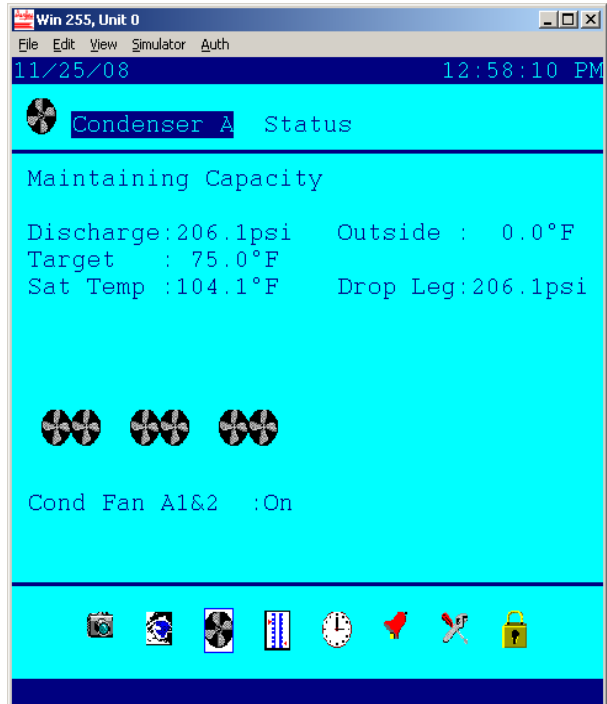 Win 255, Unit 0
File Edit View Simulator Auth
11/25/08 12:58:10 PM
Condenser A Status
Maintaining Capacity
Discharge:206.1psi Outside : 0.0°F
Target : 75.0°F
Sat Temp :104.1°F Drop Leg:206.1psi
Cond Fan A1&2 :On